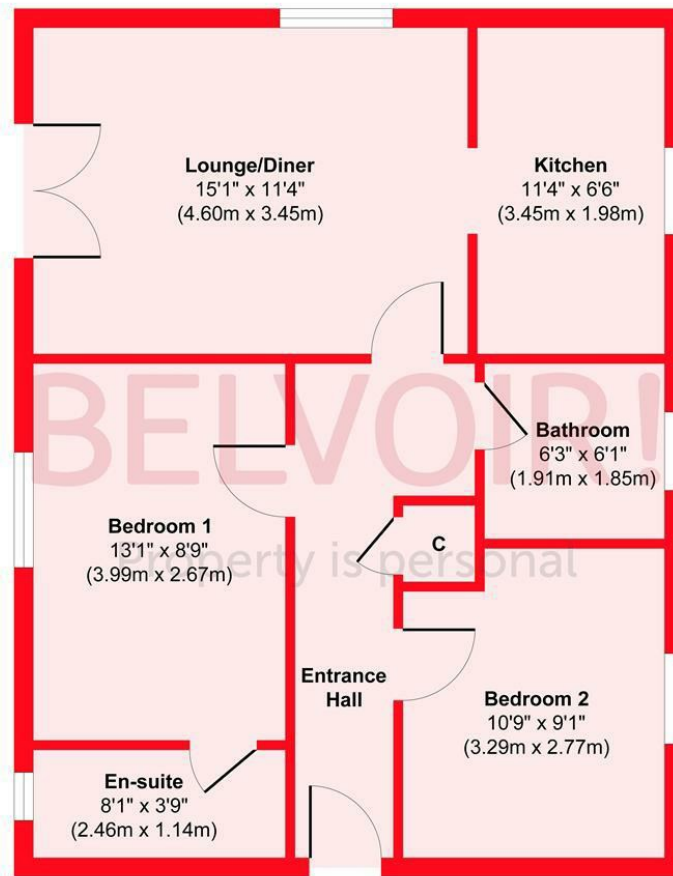 Lounge/Diner
15'1" x 11'4"
(4.60m x 3.45m)
Kitchen
11'4" x 6'6"
(3.45m x 1.98m)
BELVOIR!
Property is personal
Bathroom
6'3" x 6'1"
(1.91m x 1.85m)
Bedroom 1
13'1" x 8'9"
(3.99m x 2.67m)
C
Entrance
Hall
Bedroom 2
10'9" x 9'1"
(3.29m x 2.77m)
En-suite
8'1" x 3'9"
(2.46m x 1.14m)